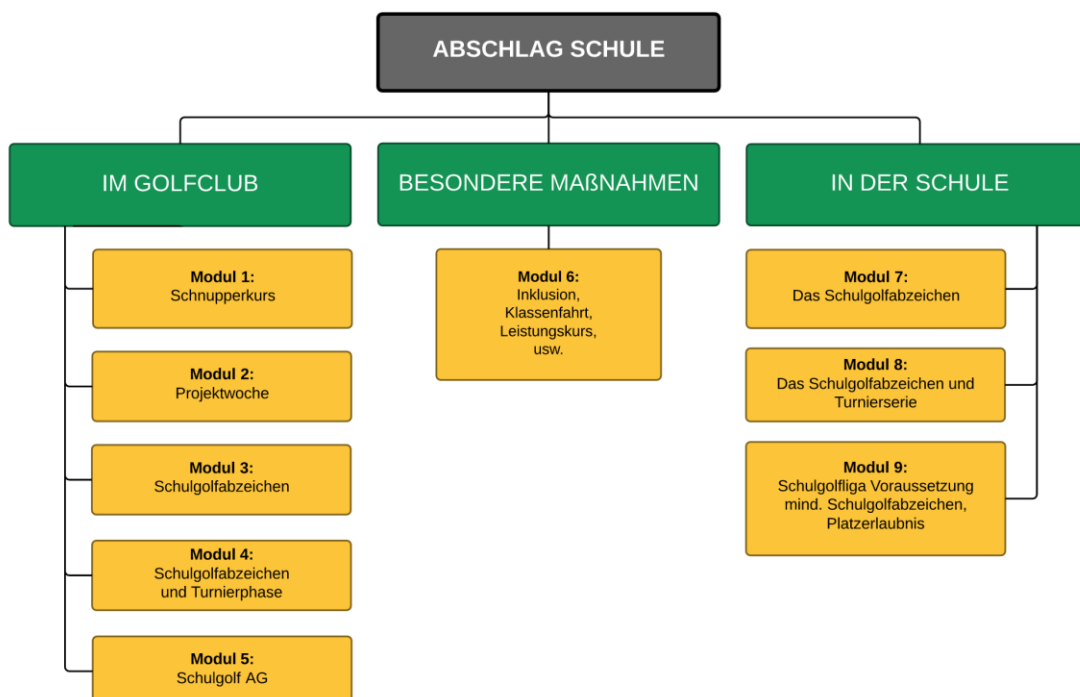 ABSCHLAG SCHULE
IM GOLFCLUB
Modul 1:
Schnupperkurs
Modul 2:
Projektwoche
Modul 3:
Schulgolfabzeichen
Modul 4:
Schulgolfabzeichen
und Turnierphase
Modul 5:
Schulgolf AG
BESONDERE MAßNAHMEN
Modul 6:
Inklusion,
Klassenfahrt,
Leistungskurs,
usw.
IN DER SCHULE
Modul 7:
Das Schulgolfabzeichen
Modul 8:
Das Schulgolfabzeichen und
Turnierserie
Modul 9:
Schulgolfliga Voraussetzung
mind. Schulgolfabzeichen,
Platzerlaubnis